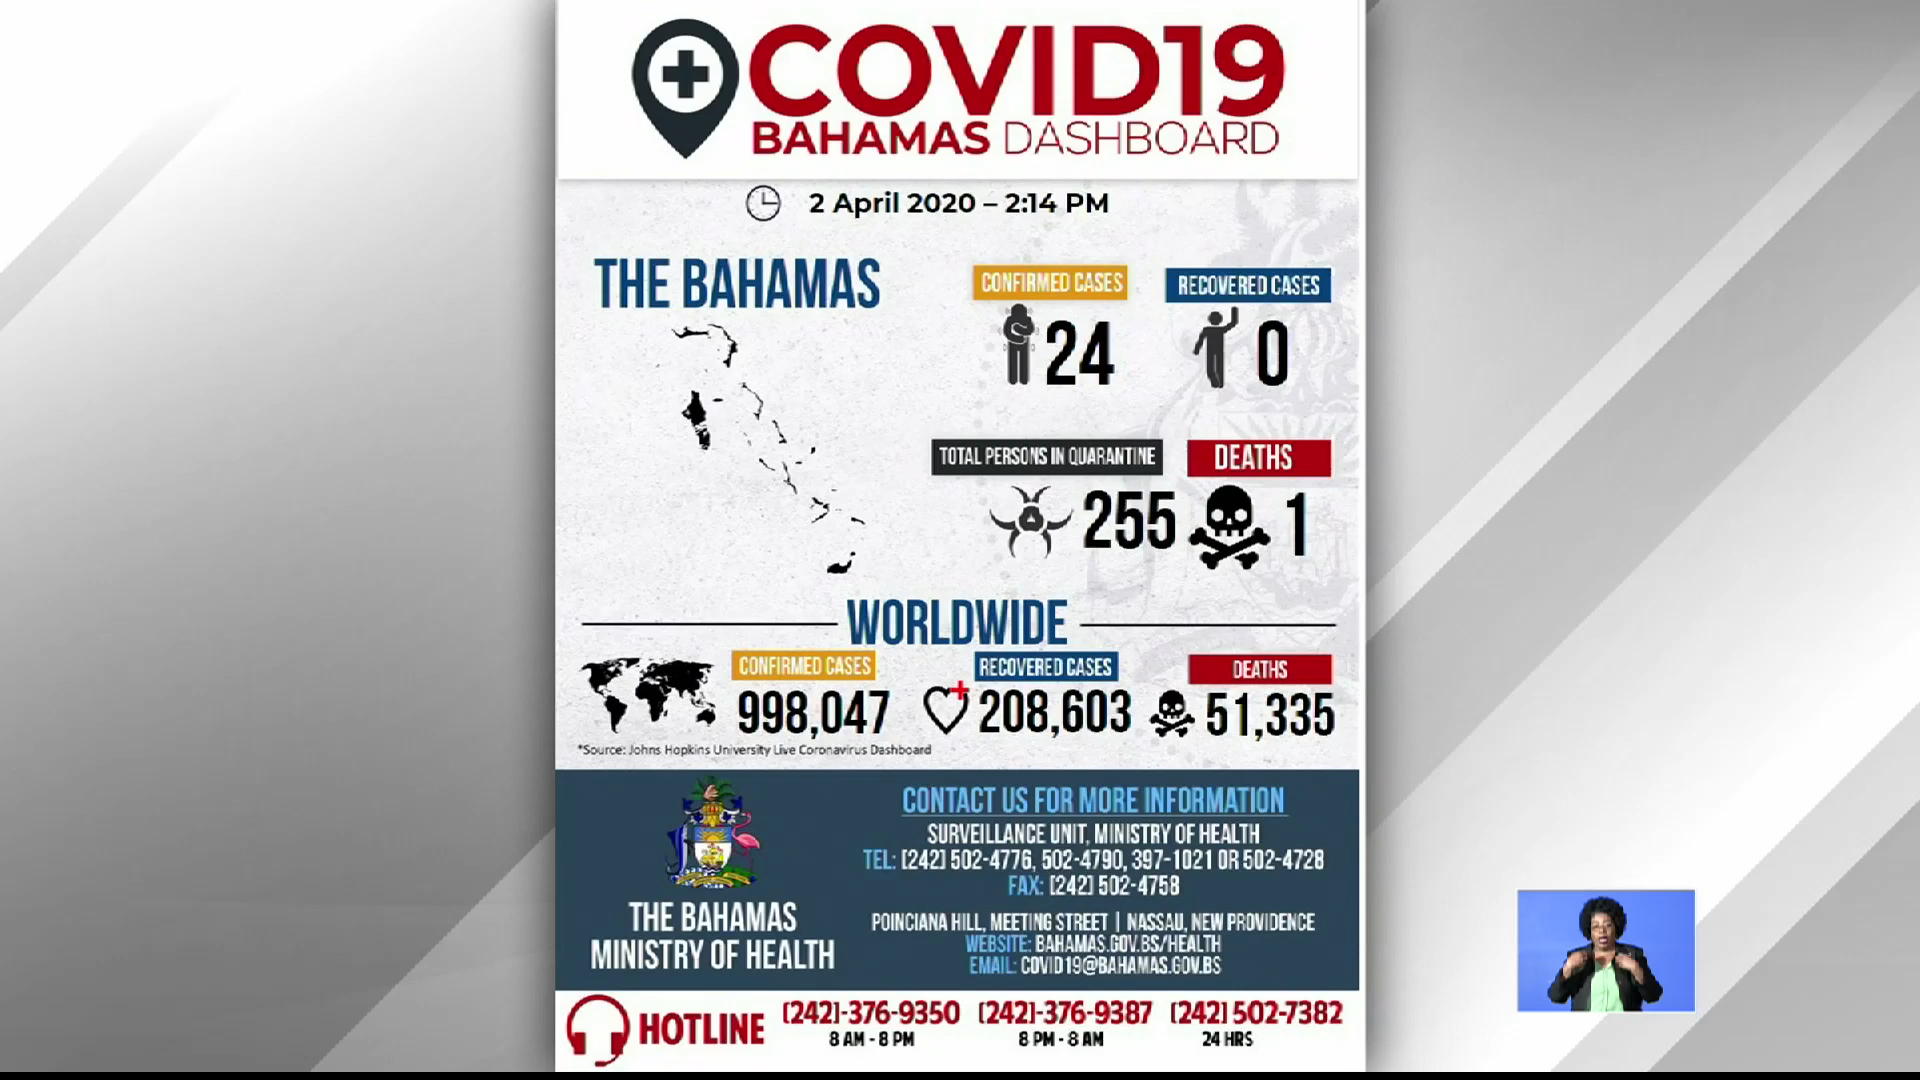 COVID19
BAHAMAS DASHBOARD
2 April 2020 – 2:14 PM
THE BAHAMAS
CONFIRMED CASES
24
RECOVERED CASES
0
TOTAL PERSONS IN QUARANTINE
255
DEATHS
1
WORLDWIDE
CONFIRMED CASES
998,047
RECOVERED CASES
208,603
DEATHS
51,335
*Source: Johns Hopkins University Live Coronavirus Dashboard
THE BAHAMAS
MINISTRY OF HEALTH
CONTACT US FOR MORE INFORMATION
SURVEILLANCE UNIT, MINISTRY OF HEALTH
TEL: (242) 502-4776, 502-4790, 397-1021 OR 502-4728
FAX: (242) 502-4758
POINCIANA HILL, MEETING STREET | NASSAU, NEW PROVIDENCE
WEBSITE: BAHAMAS.GOV.BS/HEALTH
EMAIL: COVID19@BAHAMAS.GOV.BS
HOTLINE
(242)-376-9350
8 AM - 8 PM
(242)-376-9387
8 PM - 8 AM
(242) 502-7382
24 HRS